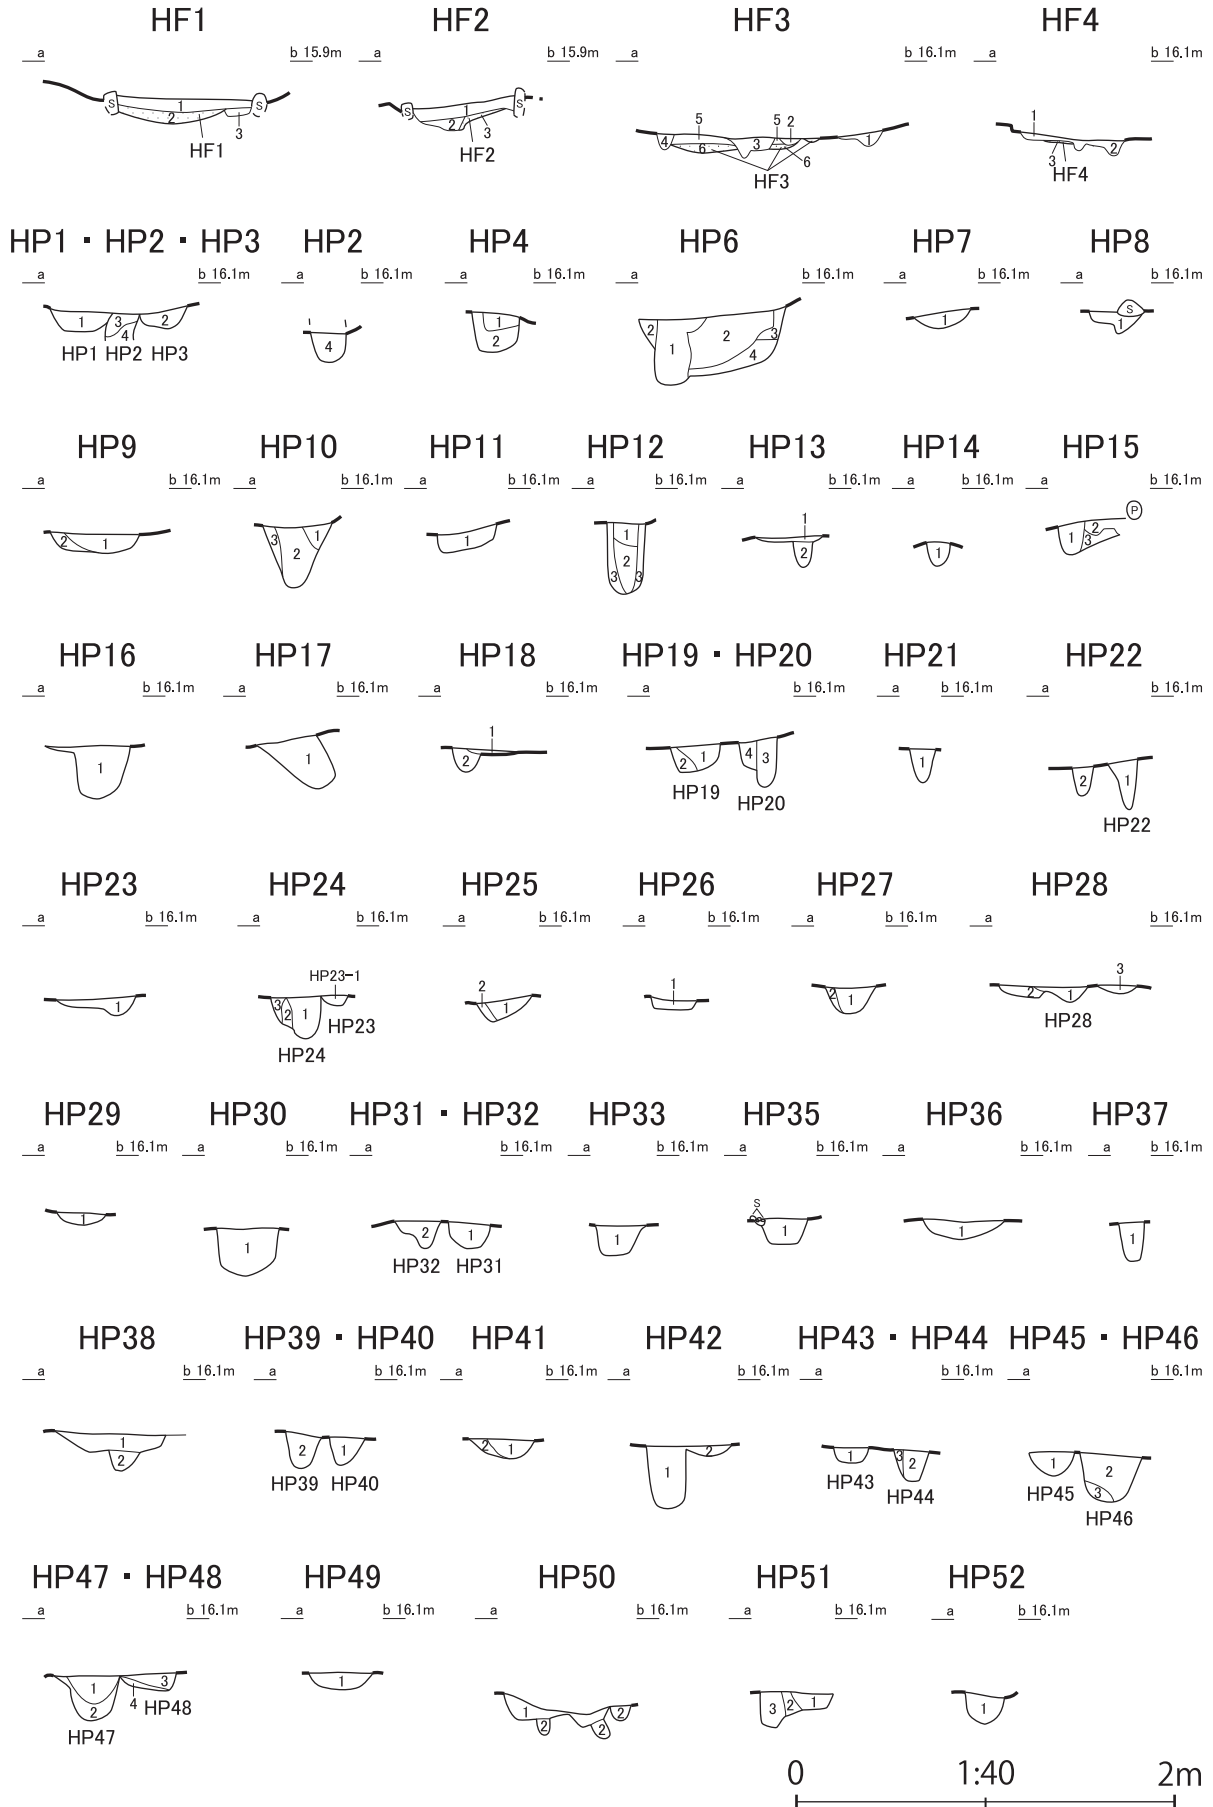 HF1 HF2 HF3 HF4
a b 15.9m a b 15.9m a b 16.1m a b 16.1m
S 1 S 2 3 HF1
S 1 S 2 3 HF2
5 5 2 4 6 3 6 1 HF3
1 3 2 HF4
HP1・HP2・HP3 HP2 HP4 HP6 HP7 HP8
a b 16.1m a b 16.1m a b 16.1m a b 16.1m a b 16.1m a b 16.1m
1 3 4 2 HP1 HP2 HP3
4
1 2
2 1 2 3 4
1
S 1
HP9 HP10 HP11 HP12 HP13 HP14 HP15
a b 16.1m a b 16.1m a b 16.1m a b 16.1m a b 16.1m a b 16.1m a b 16.1m
2 1
3 2 1
1
1 2 3 3
1 2
1
P 1 2 3
HP16 HP17 HP18 HP19・HP20 HP21 HP22
a b 16.1m a b 16.1m a b 16.1m a b 16.1m a b 16.1m a b 16.1m
1
1
1 2
2 1 4 3 HP19 HP20
1
2 1 HP22
HP23 HP24 HP25 HP26 HP27 HP28
a b 16.1m a b 16.1m a b 16.1m a b 16.1m a b 16.1m a b 16.1m
1
HP23-1 3 2 1 HP23 HP24
2 1
1
2 1
3 2 1 HP28
HP29 HP30 HP31・HP32 HP33 HP35 HP36 HP37
a b 16.1m a b 16.1m a b 16.1m a b 16.1m a b 16.1m a b 16.1m a b 16.1m
1
1
2 1 HP32 HP31
1
S 1
1
1
HP38 HP39・HP40 HP41 HP42 HP43・HP44 HP45・HP46
a b 16.1m a b 16.1m a b 16.1m a b 16.1m a b 16.1m a b 16.1m
1 2
2 1 HP39 HP40
2 1
1 2
1 3 2 HP43 HP44
1 2 3 HP45 HP46
HP47・HP48 HP49 HP50 HP51 HP52
a b 16.1m a b 16.1m a b 16.1m a b 16.1m a b 16.1m
1 2 3 4 HP48 HP47
1
1 2 2 2
3 2 1
1
0 1:40 2m